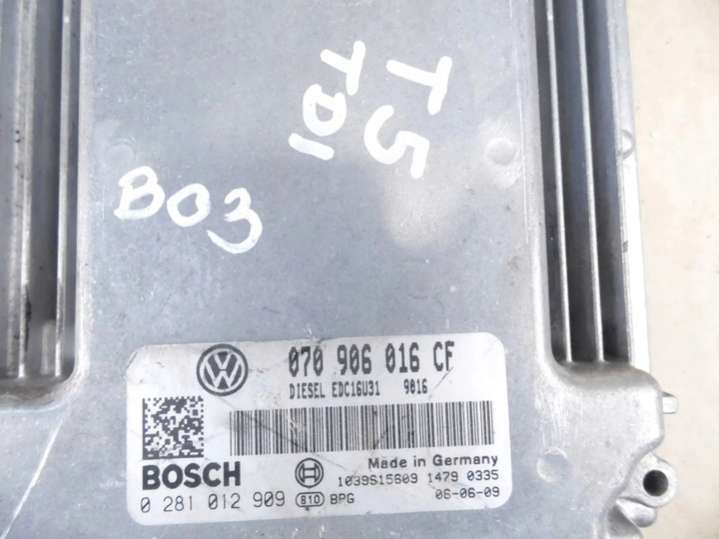 T5
TDI
B03
070 906 016 CF
DIESEL EDC16U31 9016
BOSCH
Made in Germany
1039S15609 1479 0335
0 281 012 909 810 BPG 06-06-09